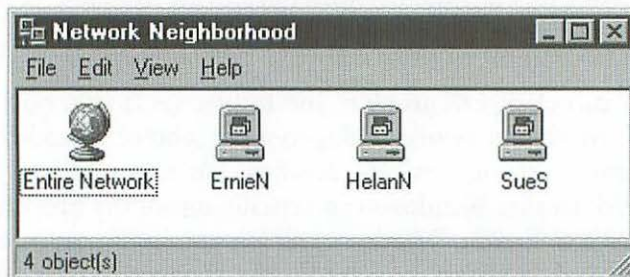 Network Neighborhood
File Edit View Help
Entire Network ErnieN HelanN SueS
4 object(s)